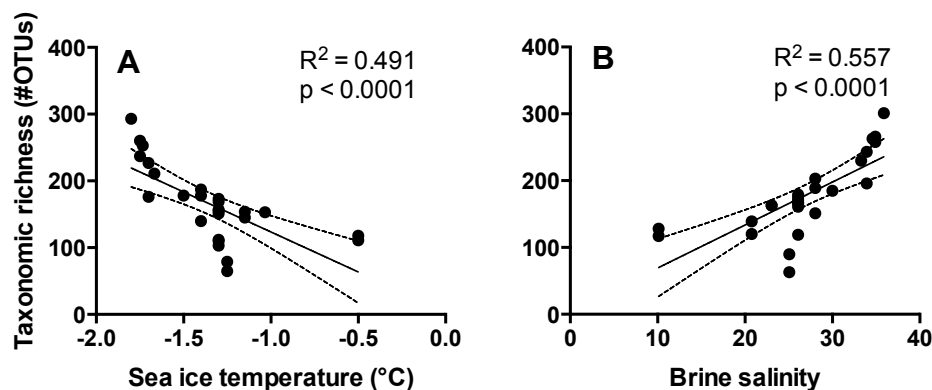 A
R² = 0.491
p < 0.0001
Taxonomic richness (#OTUs)
400
300
200
100
0
-2.0 -1.5 -1.0 -0.5 0.0
Sea ice temperature (°C)
B
R² = 0.557
p < 0.0001
400
300
200
100
0
0 10 20 30 40
Brine salinity